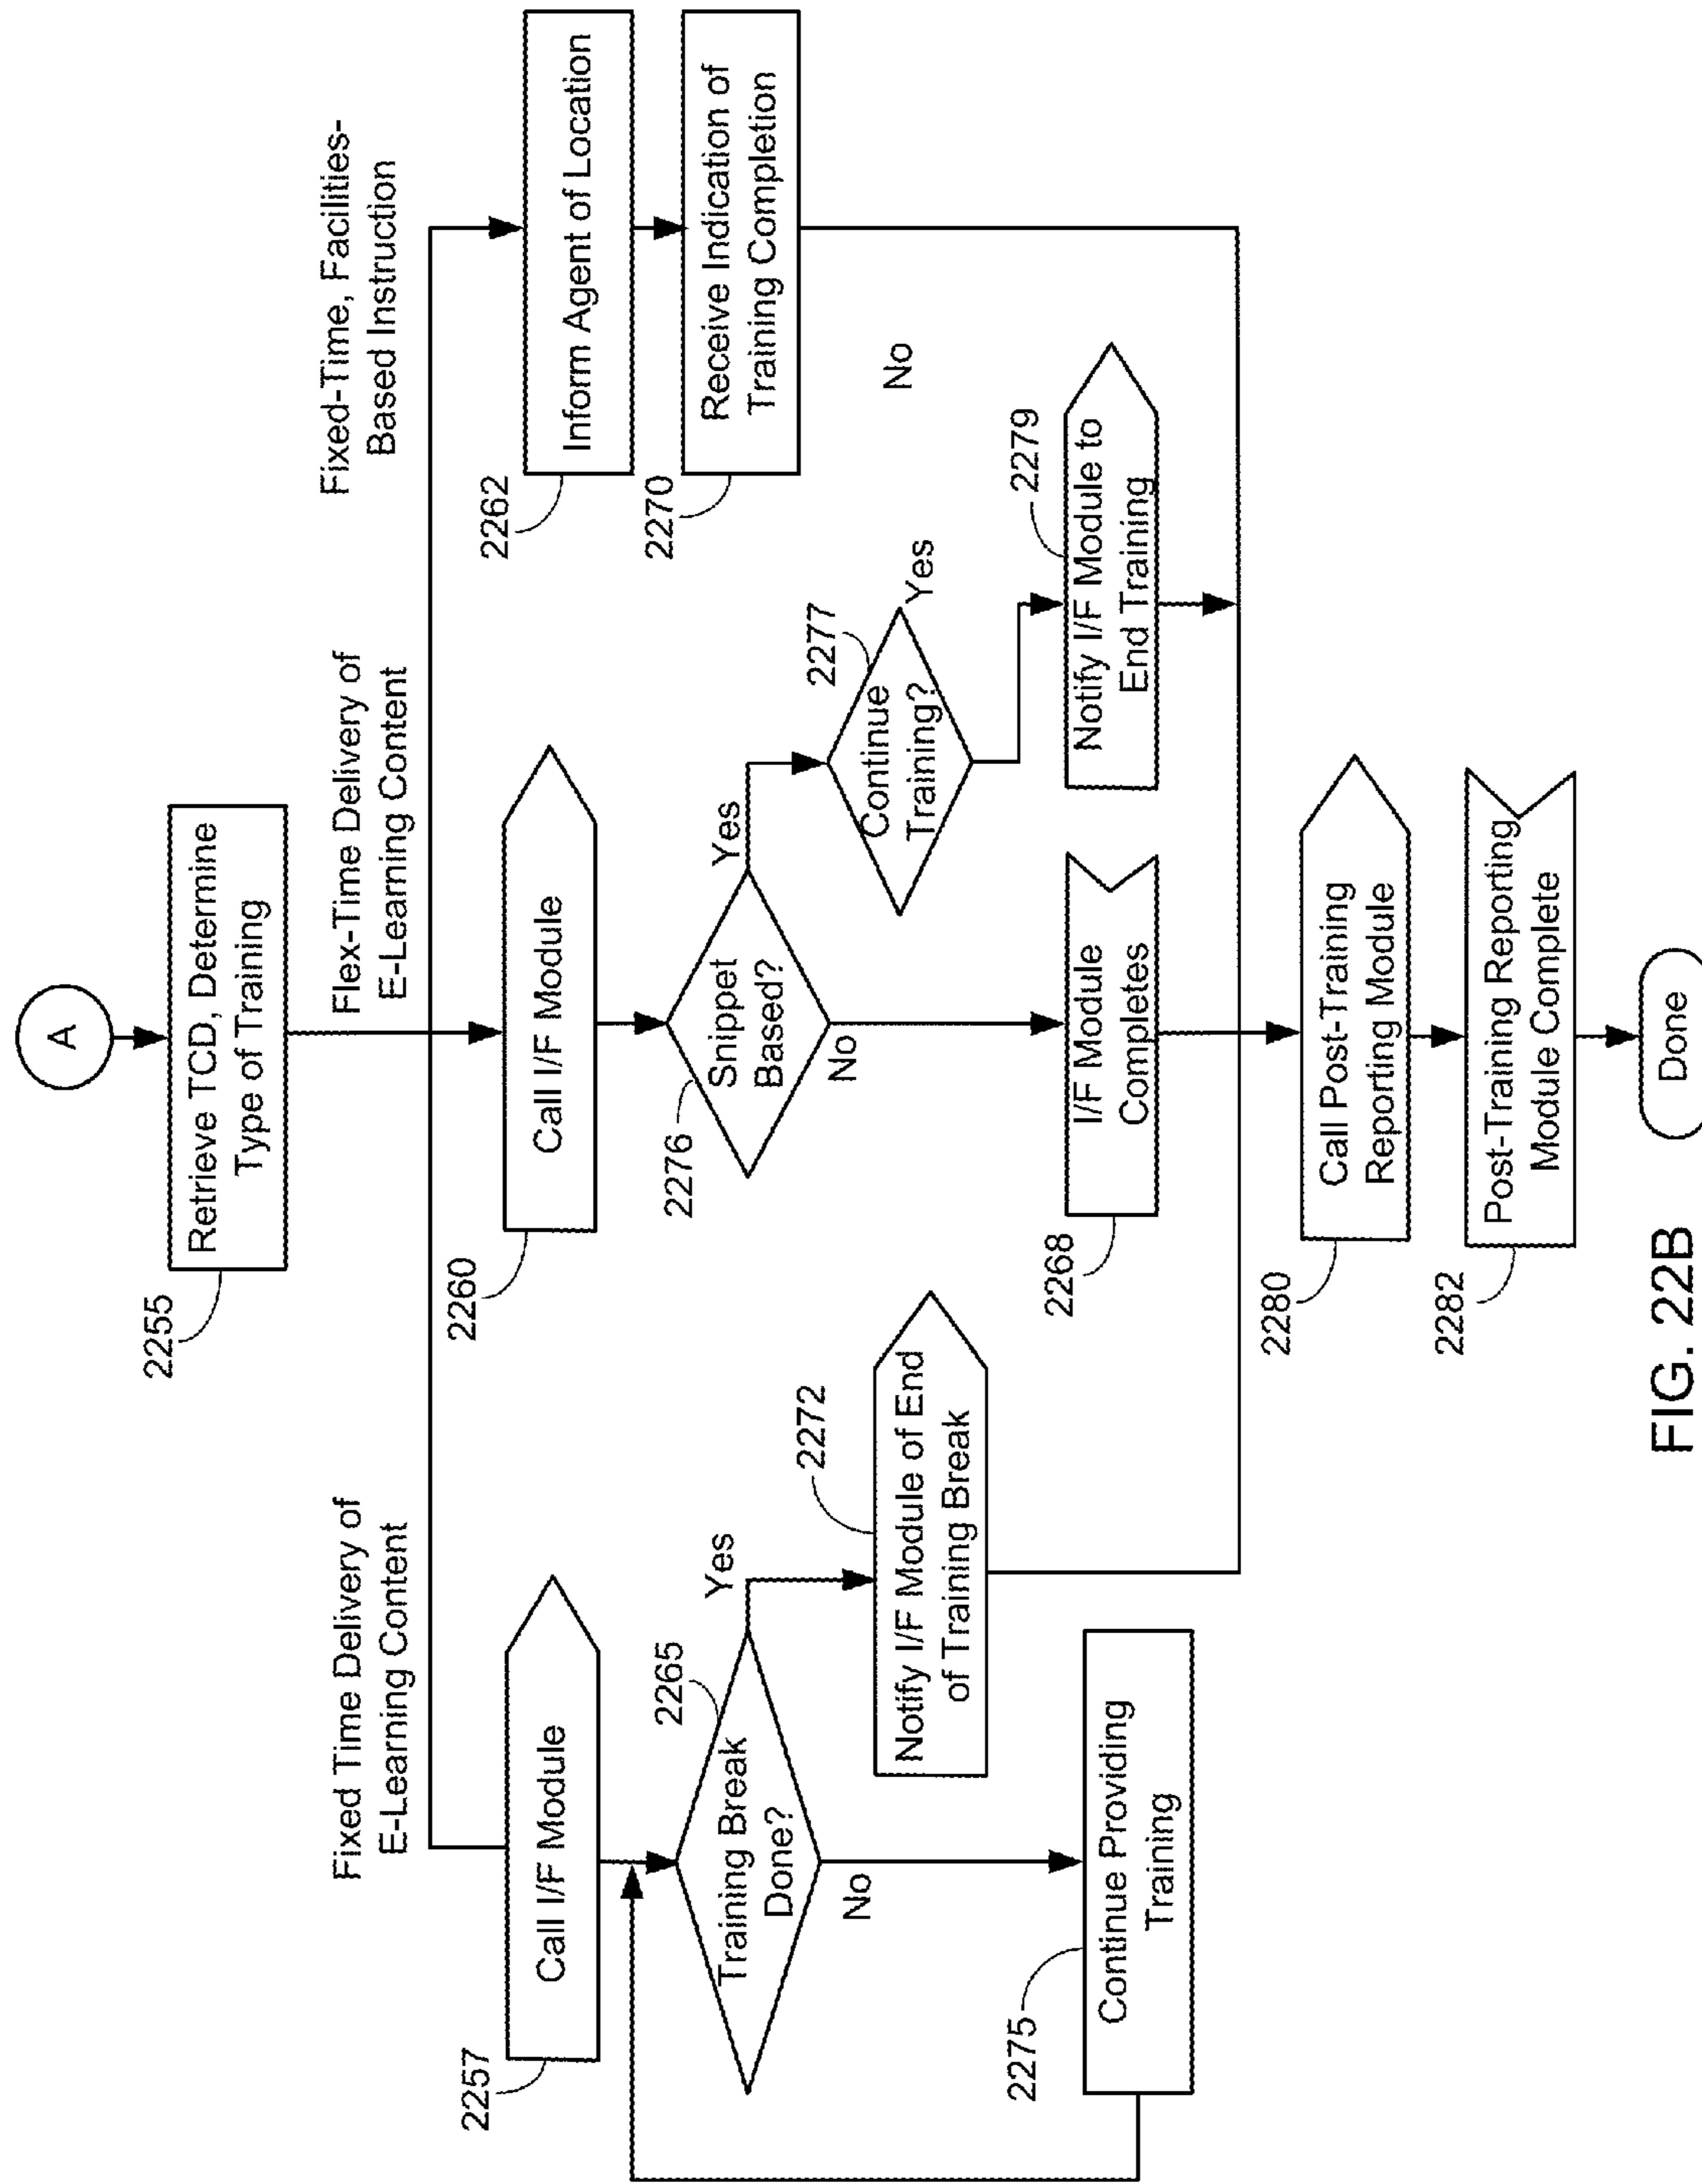 A
2255
Retrieve TCD, Determine
Type of Training
Fixed Time Delivery of
E-Learning Content
Flex-Time Delivery of
E-Learning Content
Fixed-Time, Facilities-
Based Instruction
2257
Call I/F Module
2260
Call I/F Module
2262
Inform Agent of Location
2265
Training Break
Done?
Yes
No
2276
Snippet
Based?
Yes
No
2270
Receive Indication of
Training Completion
2277
Continue
Training?
Yes
No
2272
Notify I/F Module of End
of Training Break
2275
Continue Providing
Training
2268
I/F Module
Completes
2279
Notify I/F Module to
End Training
2280
Call Post-Training
Reporting Module
2282
Post-Training Reporting
Module Complete
Done
FIG. 22B